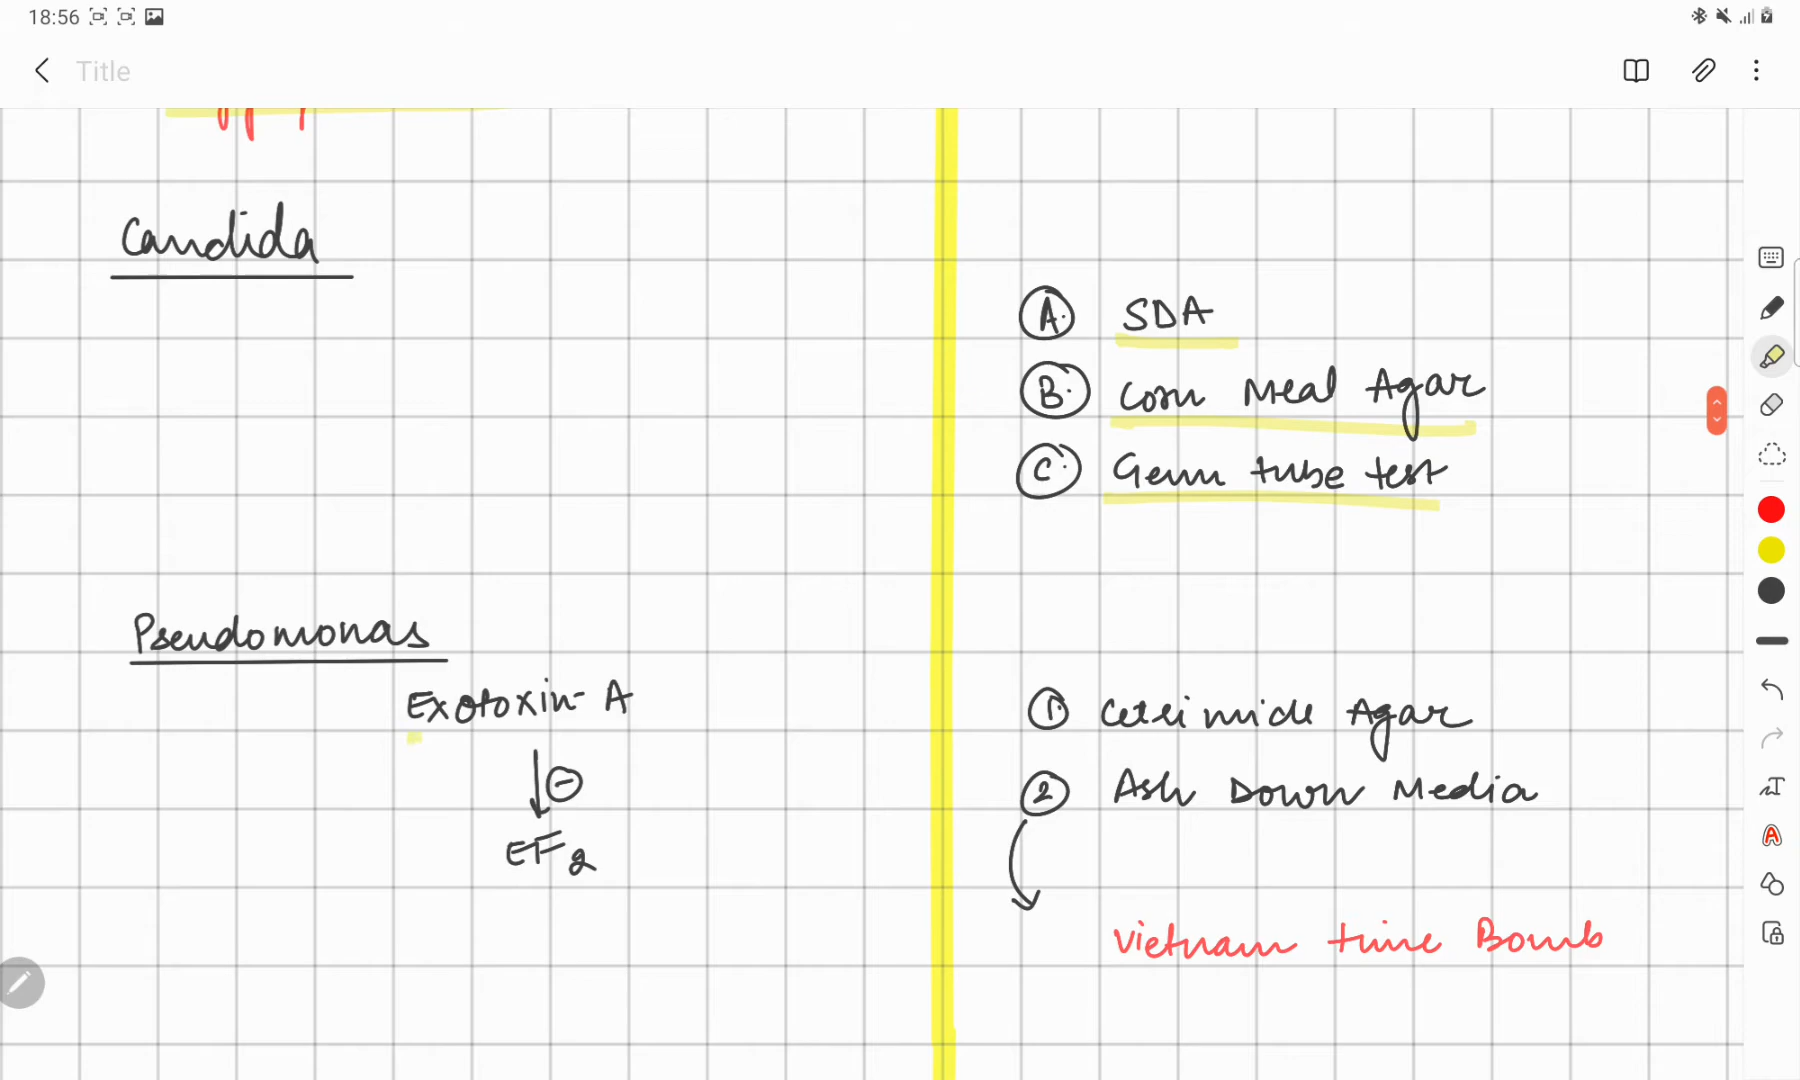 18:56
Title
Candida
A. SDA
B. Corn Meal Agar
C. Germ tube test
Pseudomonas
Exotoxin-A
EF2
1 Cetrimide Agar
2 Ash Down Media
Vietnam time Bomb